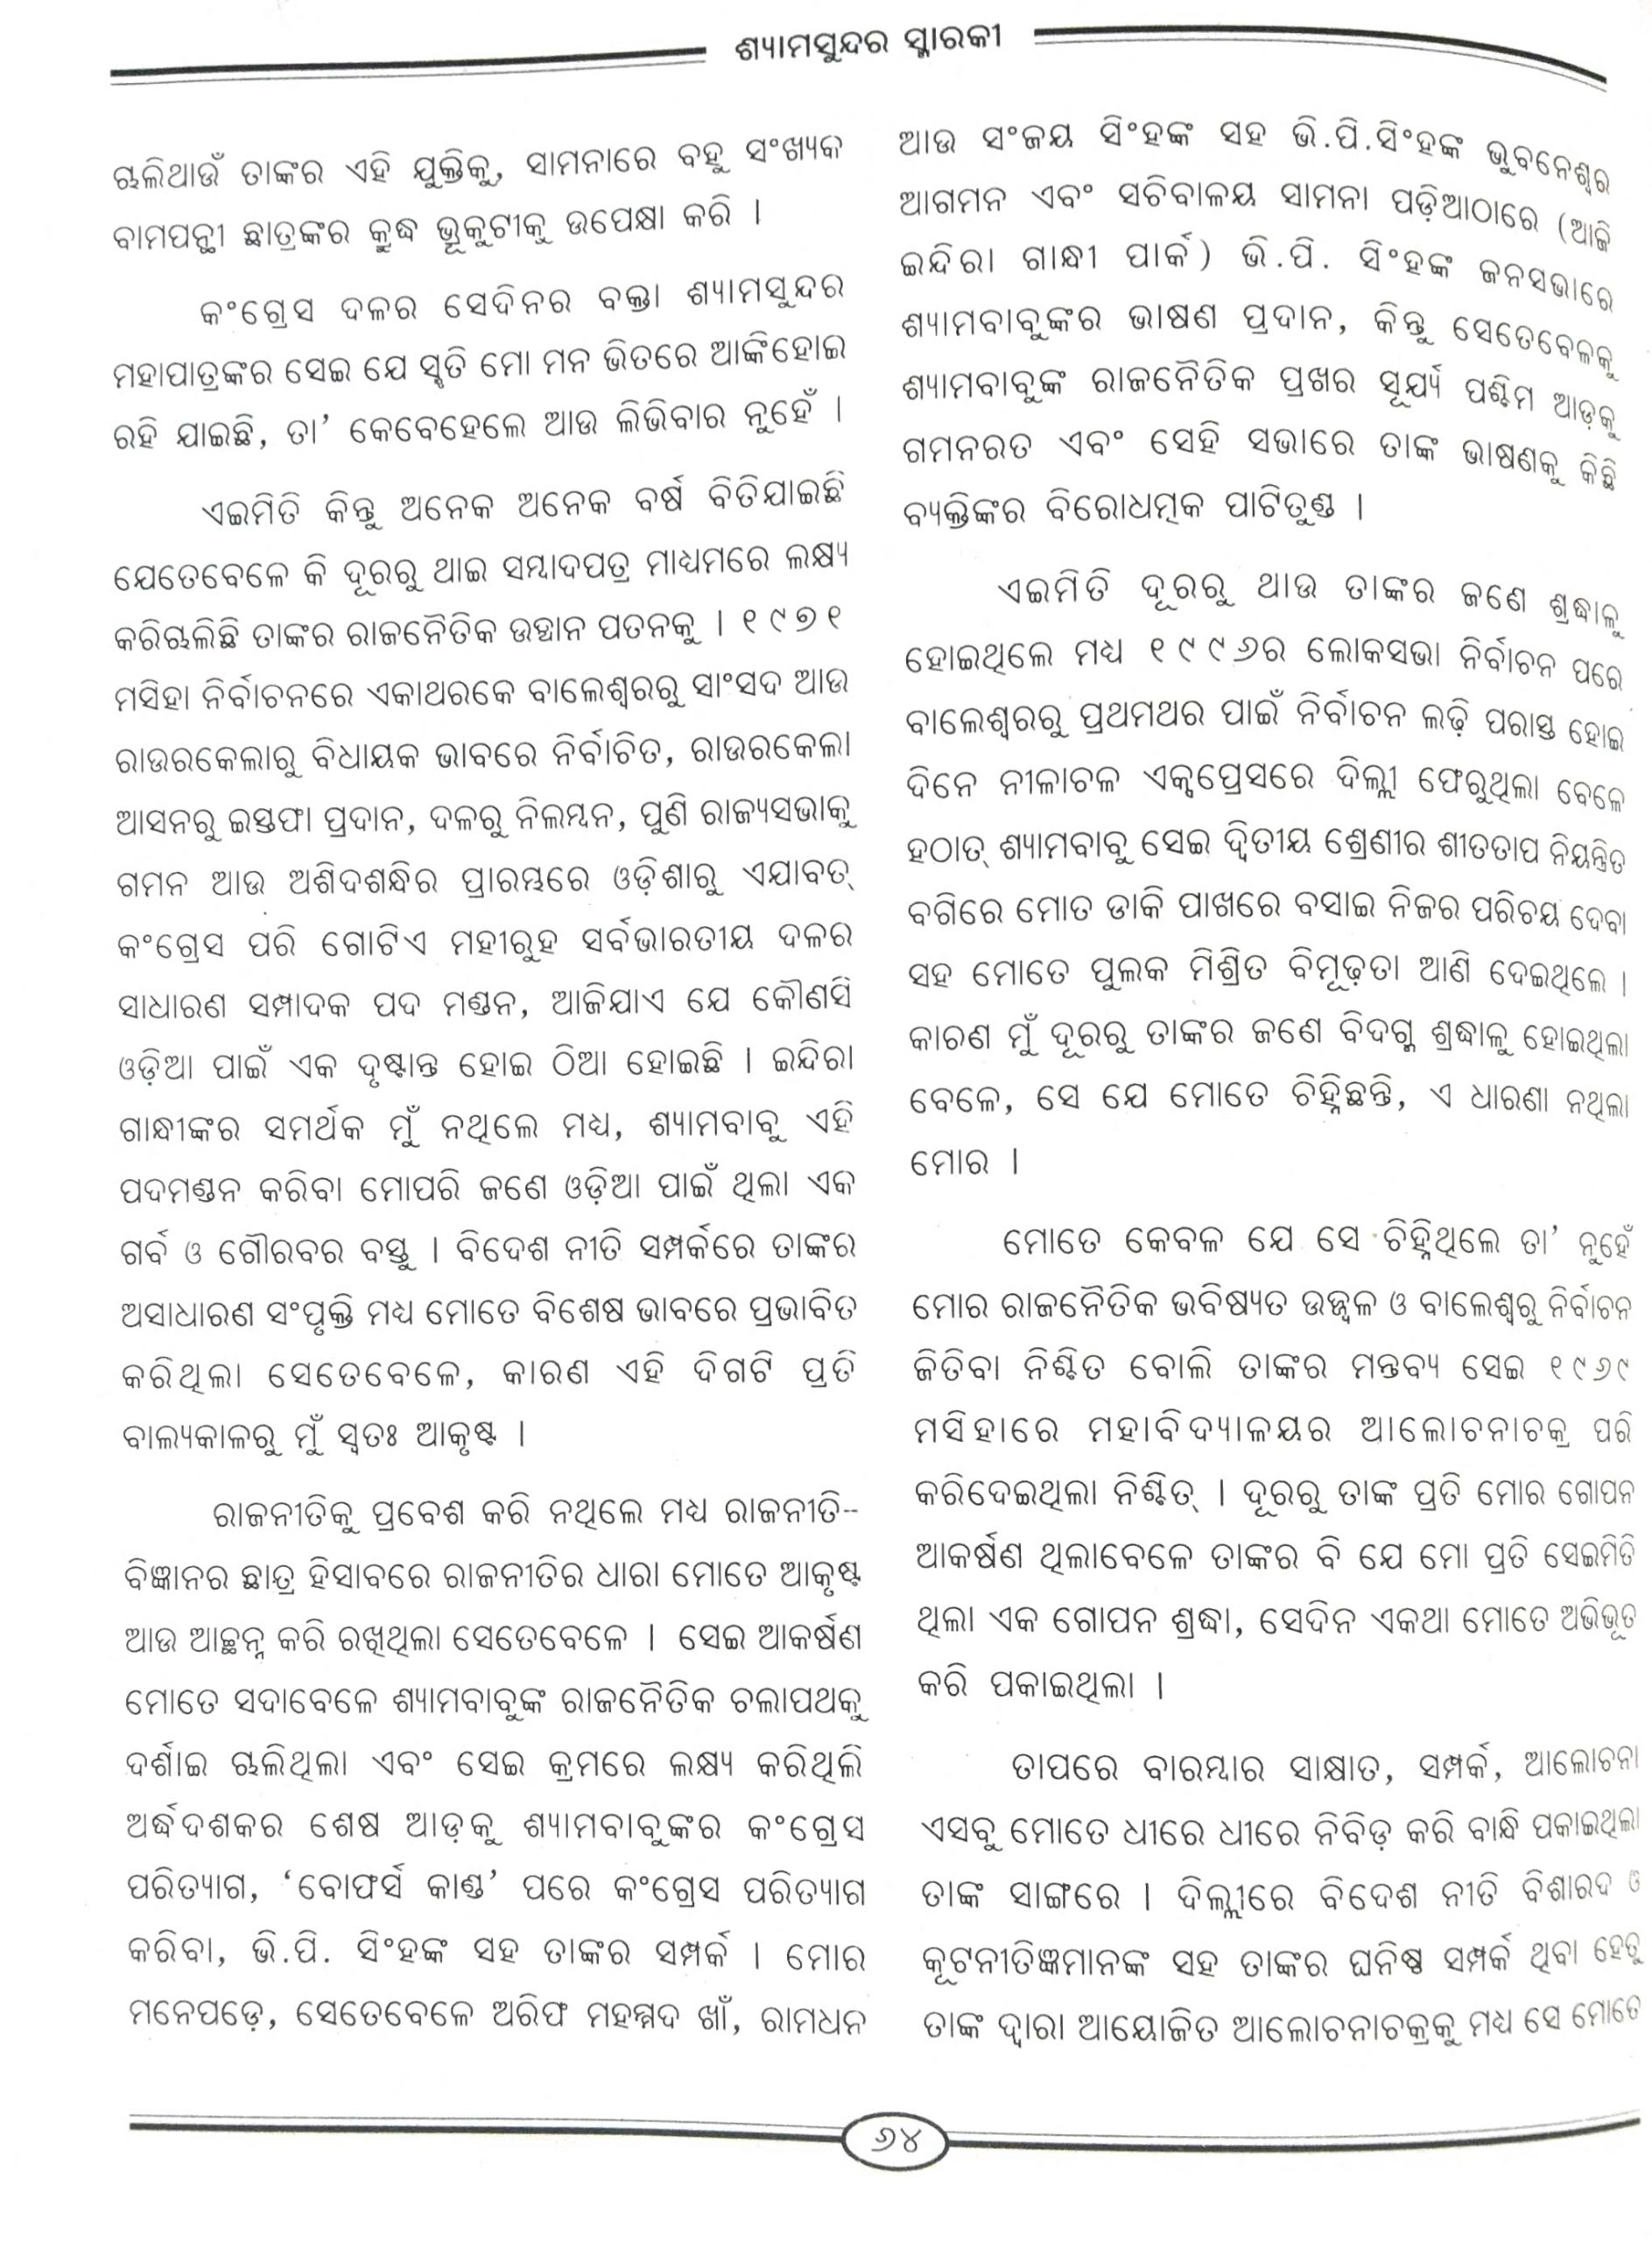 ଶ୍ୟାମସୁନ୍ଦର ସ୍ମାରକୀ
ଚାଲିଥାଉଁ ତାଙ୍କର ଏହି ଯୁକ୍ତିକୁ, ସାମନାରେ ବହୁ ସଂଖ୍ୟକ
ବାମପନ୍ଥୀ ଛାତ୍ରଙ୍କର କ୍ରୁଦ୍ଧ ଭ୍ରୂକୁଟୀକୁ ଉପେକ୍ଷା କରି ।
କଂଗ୍ରେସ ଦଳର ସେଦିନର ବକ୍ତା ଶ୍ୟାମସୁନ୍ଦର
ମହାପାତ୍ରଙ୍କର ସେଇ ଯେ ସ୍ମୃତି ମୋ ମନ ଭିତରେ ଆଙ୍କିହୋଇ
ରହି ଯାଇଛି, ତା’ କେବେହେଲେ ଆଉ ଲିଭିବାର ନୁହେଁ ।
ଏଇମିତି କିନ୍ତୁ ଅନେକ ଅନେକ ବର୍ଷ ବିତିଯାଇଛି
ଯେତେବେଳେ କି ଦୂରରୁ ଥାଇ ସମ୍ବାଦପତ୍ର ମାଧ୍ୟମରେ ଲକ୍ଷ୍ୟ
କରିଚାଲିଛି ତାଙ୍କର ରାଜନୈତିକ ଉତ୍ଥାନ ପତନକୁ । ୧୯୭୧
ମସିହା ନିର୍ବାଚନରେ ଏକାଥରକେ ବାଲେଶ୍ୱରରୁ ସାଂସଦ ଆଉ
ରାଉରକେଲାରୁ ବିଧାୟକ ଭାବରେ ନିର୍ବାଚିତ, ରାଉରକେଲା
ଆସନରୁ ଇସ୍ତଫା ପ୍ରଦାନ, ଦଳରୁ ନିଲମ୍ବନ, ପୁଣି ରାଜ୍ୟସଭାକୁ
ଗମନ ଆଉ ଅଶିଦଶନ୍ଧିର ପ୍ରାରମ୍ଭରେ ଓଡ଼ିଶାରୁ ଏଯାବତ୍
କଂଗ୍ରେସ ପରି ଗୋଟିଏ ମହୀରୁହ ସର୍ବଭାରତୀୟ ଦଳର
ସାଧାରଣ ସମ୍ପାଦକ ପଦ ମଣ୍ଡନ, ଆଜିଯାଏ ଯେ କୌଣସି
ଓଡ଼ିଆ ପାଇଁ ଏକ ଦୃଷ୍ଟାନ୍ତ ହୋଇ ଠିଆ ହୋଇଛି । ଇନ୍ଦିରା
ଗାନ୍ଧୀଙ୍କର ସମର୍ଥକ ମୁଁ ନଥିଲେ ମଧ୍ୟ, ଶ୍ୟାମବାବୁ ଏହି
ପଦମଣ୍ଡନ କରିବା ମୋପରି ଜଣେ ଓଡ଼ିଆ ପାଇଁ ଥିଲା ଏକ
ଗର୍ବ ଓ ଗୌରବର ବସ୍ତୁ । ବିଦେଶ ନୀତି ସମ୍ପର୍କରେ ତାଙ୍କର
ଅସାଧାରଣ ସଂପୃକ୍ତି ମଧ୍ୟ ମୋତେ ବିଶେଷ ଭାବରେ ପ୍ରଭାବିତ
କରିଥିଲା ସେତେବେଳେ, କାରଣ ଏହି ଦିଗଟି ପ୍ରତି
ବାଲ୍ୟକାଳରୁ ମୁଁ ସ୍ୱତଃ ଆକୃଷ୍ଟ ।
ରାଜନୀତିକୁ ପ୍ରବେଶ କରି ନଥିଲେ ମଧ୍ୟ ରାଜନୀତି-
ବିଜ୍ଞାନର ଛାତ୍ର ହିସାବରେ ରାଜନୀତିର ଧାରା ମୋତେ ଆକୃଷ୍ଟ
ଆଉ ଆଚ୍ଛନ୍ନ କରି ରଖିଥିଲା ସେତେବେଳେ । ସେଇ ଆକର୍ଷଣ
ମୋତେ ସଦାବେଳେ ଶ୍ୟାମବାବୁଙ୍କ ରାଜନୈତିକ ଚଲାପଥକୁ
ଦର୍ଶାଇ ଚାଲିଥିଲା ଏବଂ ସେଇ କ୍ରମରେ ଲକ୍ଷ୍ୟ କରିଥିଲି
ଅର୍ଦ୍ଧଦଶକର ଶେଷ ଆଡ଼କୁ ଶ୍ୟାମବାବୁଙ୍କର କଂଗ୍ରେସ
ପରିତ୍ୟାଗ, ‘ବୋଫର୍ସ କାଣ୍ଡ’ ପରେ କଂଗ୍ରେସ ପରିତ୍ୟାଗ
କରିବା, ଭି.ପି. ସିଂହଙ୍କ ସହ ତାଙ୍କର ସମ୍ପର୍କ । ମୋର
ମନେପଡ଼େ, ସେତେବେଳେ ଅରିଫ ମହମ୍ମଦ ଖାଁ, ରାମଧନ
ଆଉ ସଂଜୟ ସିଂହଙ୍କ ସହ ଭି.ପି.ସିଂହଙ୍କ ଭୁବନେଶ୍ୱର
ଆଗମନ ଏବଂ ସଚିବାଳୟ ସାମନା ପଡ଼ିଆଠାରେ (ଆଜି
ଇନ୍ଦିରା ଗାନ୍ଧୀ ପାର୍କ) ଭି.ପି. ସିଂହଙ୍କ ଜନସଭାରେ
ଶ୍ୟାମବାବୁଙ୍କର ଭାଷଣ ପ୍ରଦାନ, କିନ୍ତୁ ସେତେବେଳକୁ
ଶ୍ୟାମବାବୁଙ୍କ ରାଜନୈତିକ ପ୍ରଖର ସୂର୍ଯ୍ୟ ପଶ୍ଚିମ ଆଡ଼କୁ
ଗମନରତ ଏବଂ ସେହି ସଭାରେ ତାଙ୍କ ଭାଷଣକୁ କିଛି
ବ୍ୟକ୍ତିଙ୍କର ବିରୋଧତ୍ମକ ପାଟିତୁଣ୍ଡ ।
ଏଇମିତି ଦୂରରୁ ଥାଉ ତାଙ୍କର ଜଣେ ଶ୍ରଦ୍ଧାଳୁ
ହୋଇଥିଲେ ମଧ୍ୟ ୧୯୯୬ର ଲୋକସଭା ନିର୍ବାଚନ ପରେ
ବାଲେଶ୍ୱରରୁ ପ୍ରଥମଥର ପାଇଁ ନିର୍ବାଚନ ଲଢ଼ି ପରାସ୍ତ ହୋଇ
ଦିନେ ନୀଳାଚଳ ଏକ୍ସପ୍ରେସରେ ଦିଲ୍ଲୀ ଫେରୁଥିଲା ବେଳେ
ହଠାତ୍ ଶ୍ୟାମବାବୁ ସେଇ ଦ୍ୱିତୀୟ ଶ୍ରେଣୀର ଶୀତତାପ ନିୟନ୍ତ୍ରିତ
ବଗିରେ ମୋତ ଡାକି ପାଖରେ ବସାଇ ନିଜର ପରିଚୟ ଦେବା
ସହ ମୋତେ ପୁଲକ ମିଶ୍ରିତ ବିମୂଢ଼ତା ଆଣି ଦେଇଥିଲେ ।
କାରଣ ମୁଁ ଦୂରରୁ ତାଙ୍କର ଜଣେ ବିଦଗ୍ଧ ଶ୍ରଦ୍ଧାଳୁ ହୋଇଥିଲା
ବେଳେ, ସେ ଯେ ମୋତେ ଚିହ୍ନିଛନ୍ତି, ଏ ଧାରଣା ନଥିଲା
ମୋର ।
ମୋତେ କେବଳ ଯେ ସେ ଚିହ୍ନିଥିଲେ ତା’ ନୁହେଁ
ମୋର ରାଜନୈତିକ ଭବିଷ୍ୟତ ଉଜ୍ଜ୍ୱଳ ଓ ବାଲେଶ୍ୱରୁ ନିର୍ବାଚନ
ଜିତିବା ନିଶ୍ଚିତ ବୋଲି ତାଙ୍କର ମନ୍ତବ୍ୟ ସେଇ ୧୯୬୯
ମସିହାରେ ମହାବିଦ୍ୟାଳୟର ଆଲୋଚନାଚକ୍ର ପରି
କରିଦେଇଥିଲା ନିଶ୍ଚିତ୍ । ଦୂରରୁ ତାଙ୍କ ପ୍ରତି ମୋର ଗୋପନ
ଆକର୍ଷଣ ଥିଲାବେଳେ ତାଙ୍କର ବି ଯେ ମୋ ପ୍ରତି ସେଇମିତି
ଥିଲା ଏକ ଗୋପନ ଶ୍ରଦ୍ଧା, ସେଦିନ ଏକଥା ମୋତେ ଅଭିଭୂତ
କରି ପକାଇଥିଲା ।
ତାପରେ ବାରମ୍ବାର ସାକ୍ଷାତ, ସମ୍ପର୍କ, ଆଲୋଚନା
ଏସବୁ ମୋତେ ଧୀରେ ଧୀରେ ନିବିଡ଼ କରି ବାନ୍ଧି ପକାଇଥିଲା
ତାଙ୍କ ସାଙ୍ଗରେ । ଦିଲ୍ଲୀରେ ବିଦେଶ ନୀତି ବିଶାରଦ ଓ
କୂଟନୀତିଜ୍ଞମାନଙ୍କ ସହ ତାଙ୍କର ଘନିଷ୍ଠ ସମ୍ପର୍କ ଥିବା ହେତୁ
ତାଙ୍କ ଦ୍ୱାରା ଆୟୋଜିତ ଆଲୋଚନାଚକ୍ରକୁ ମଧ୍ୟ ସେ ମୋତେ
୬୪